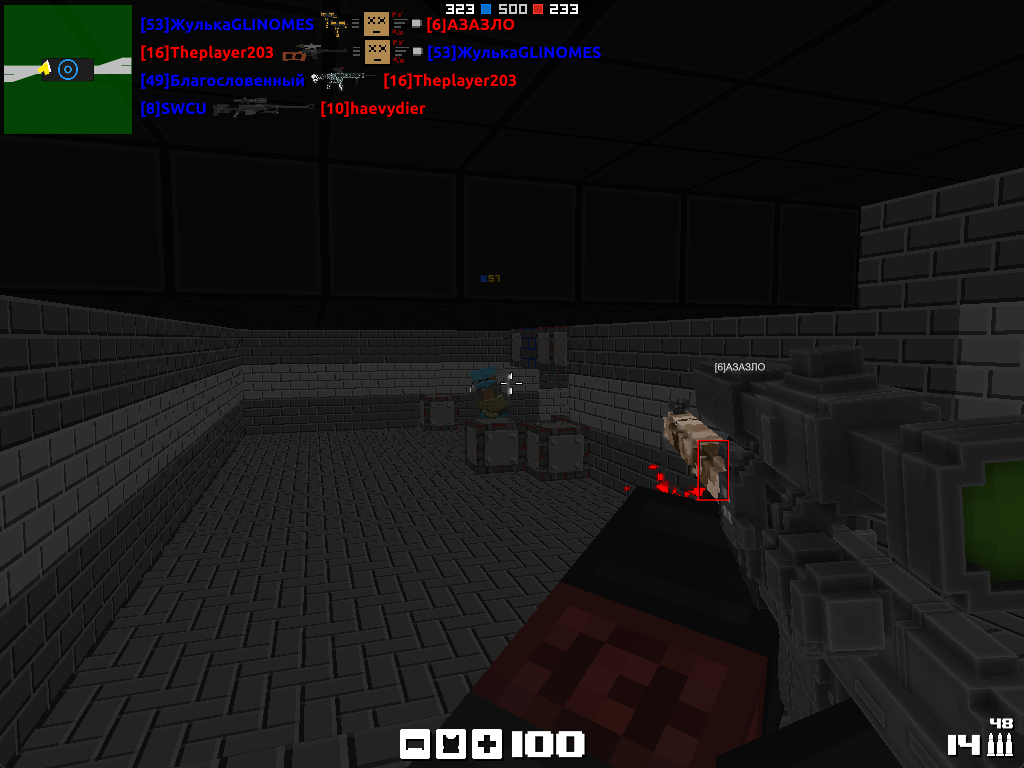 323 500 233
[53]ЖулькаGLINOMES [6]АЗАЗЛО
[16]Theplayer203 [53]ЖулькаGLINOMES
[49]Благословенный [16]Theplayer203
[8]SWCU [10]haevydier
57
[6]АЗАЗЛО
48
100 14